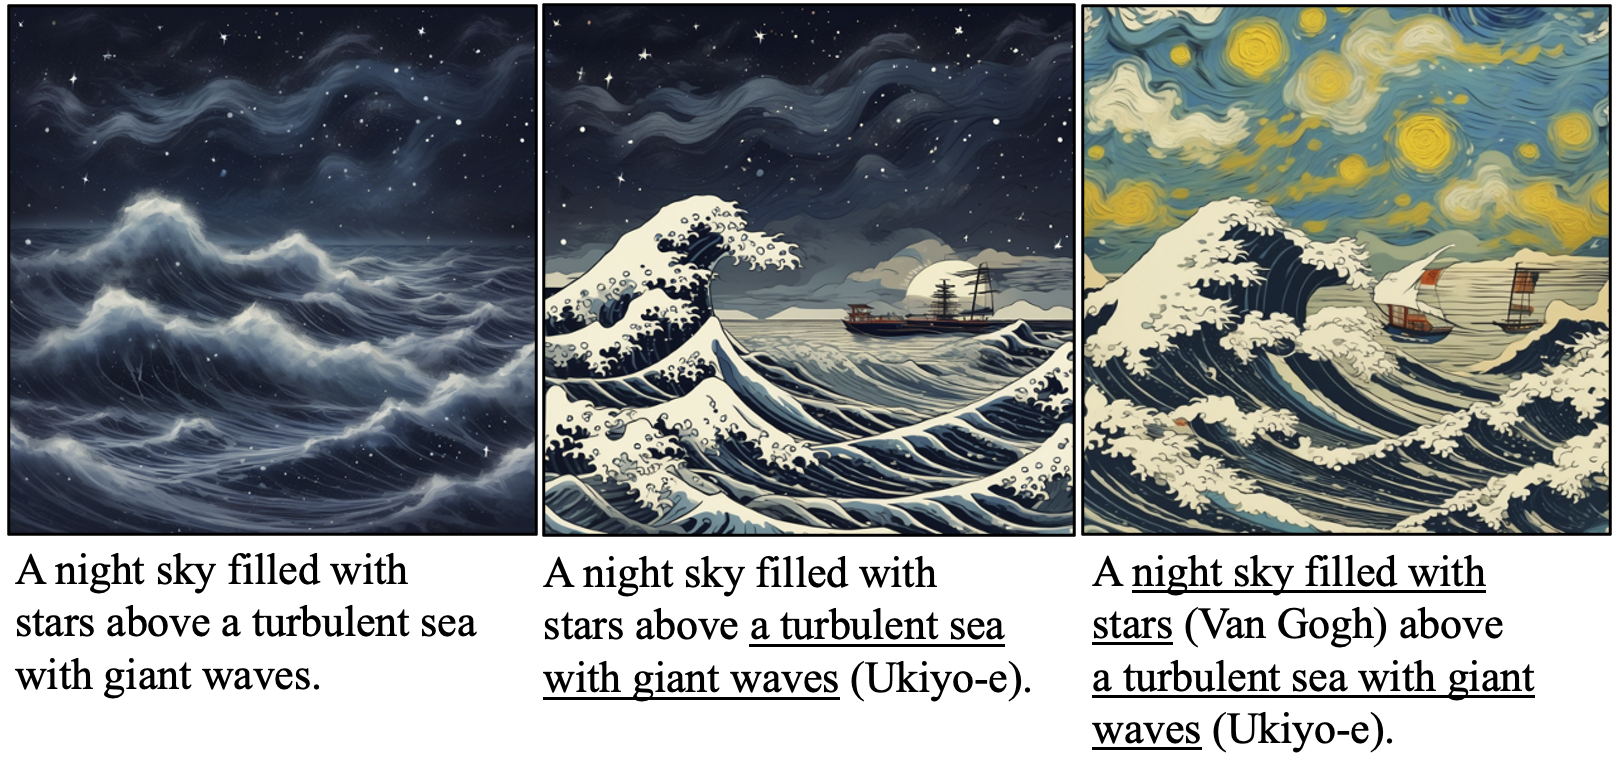 A night sky filled with
stars above a turbulent sea
with giant waves.
A night sky filled with
stars above a turbulent sea
with giant waves (Ukiyo-e).
A night sky filled with
stars (Van Gogh) above
a turbulent sea with giant
waves (Ukiyo-e).